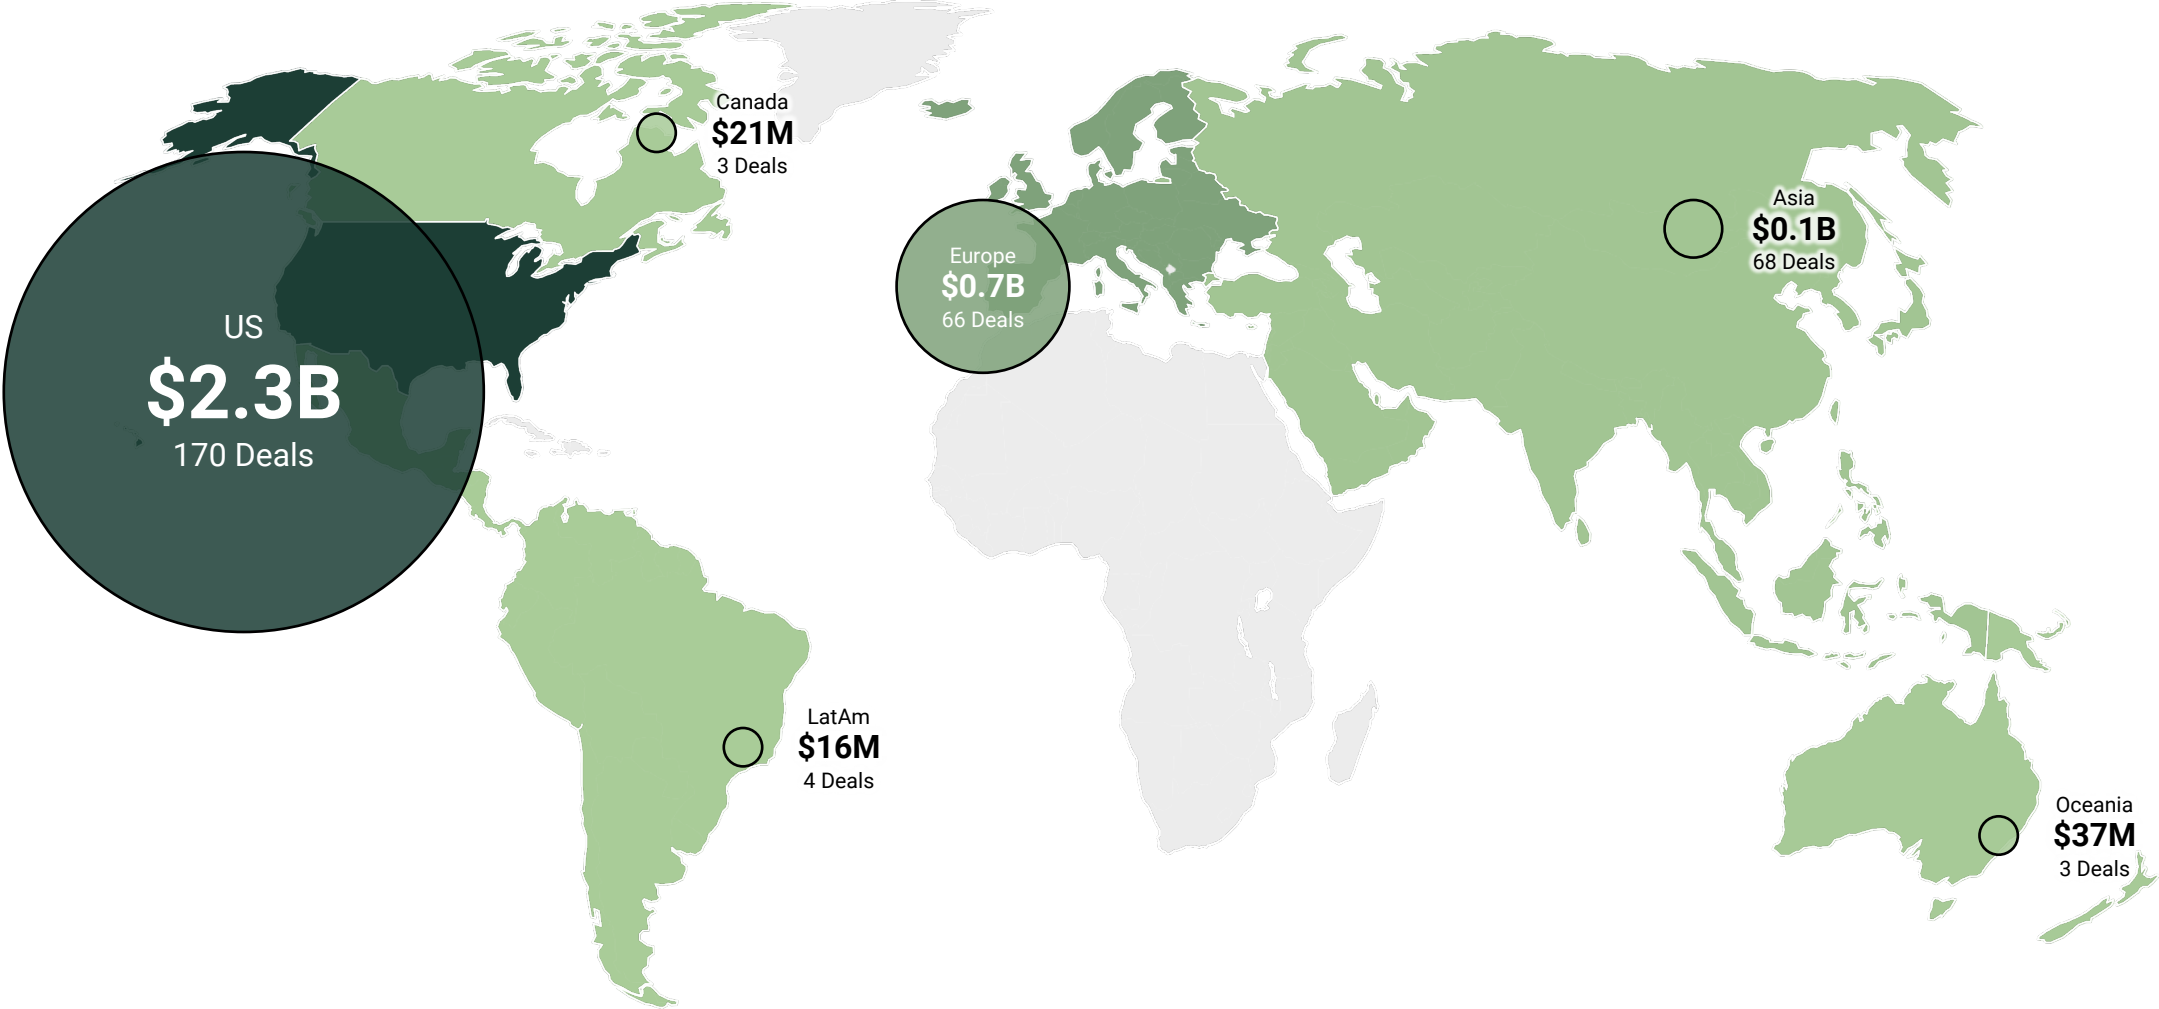 Canada
$21M
3 Deals
Asia
$0.1B
68 Deals
Europe
$0.7B
66 Deals
US
$2.3B
170 Deals
LatAm
$16M
4 Deals
Oceania
$37M
3 Deals